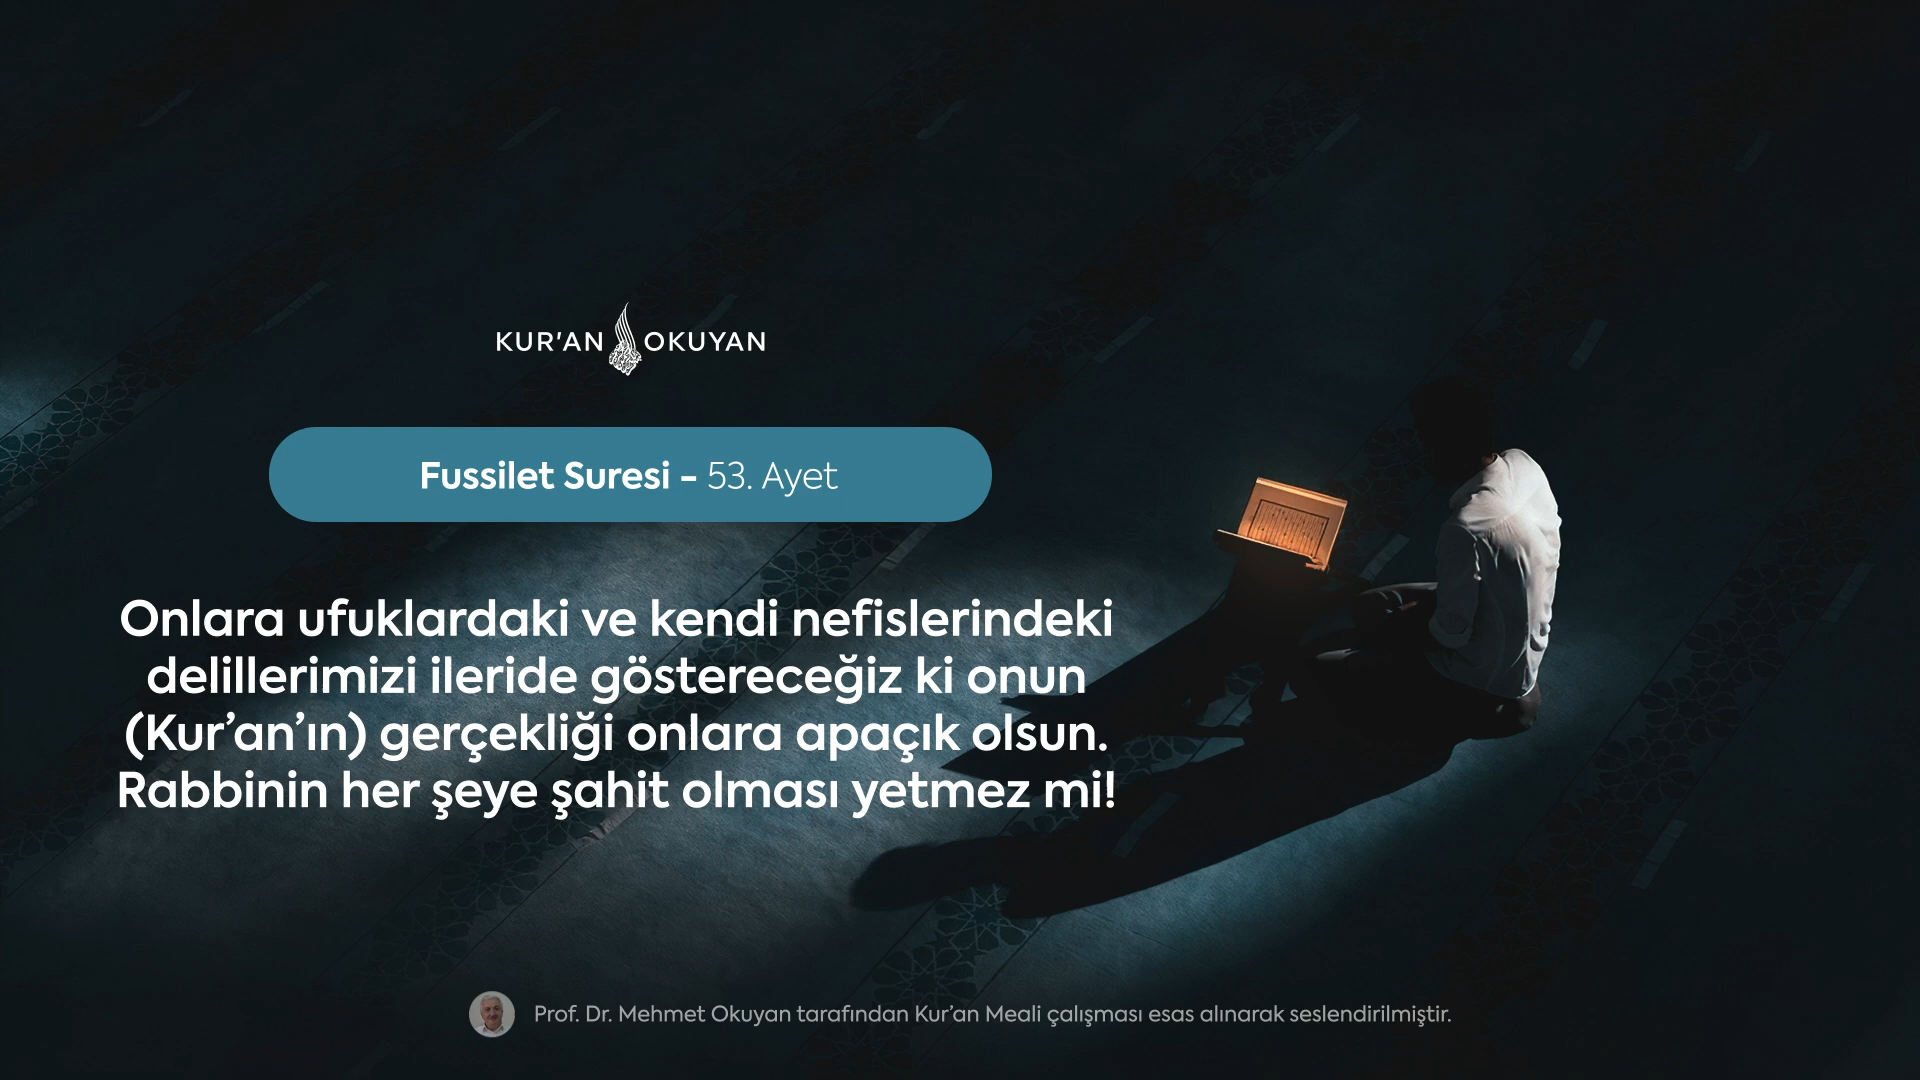 KUR'AN OKUYAN
Fussilet Suresi - 53. Ayet
Onlara ufuklardaki ve kendi nefislerindeki
delillerimizi ileride göstereceğiz ki onun
(Kur’an’ın) gerçekliği onlara apaçık olsun.
Rabbinin her şeye şahit olması yetmez mi!
Prof. Dr. Mehmet Okuyan tarafından Kur’an Meali çalışması esas alınarak seslendirilmiştir.